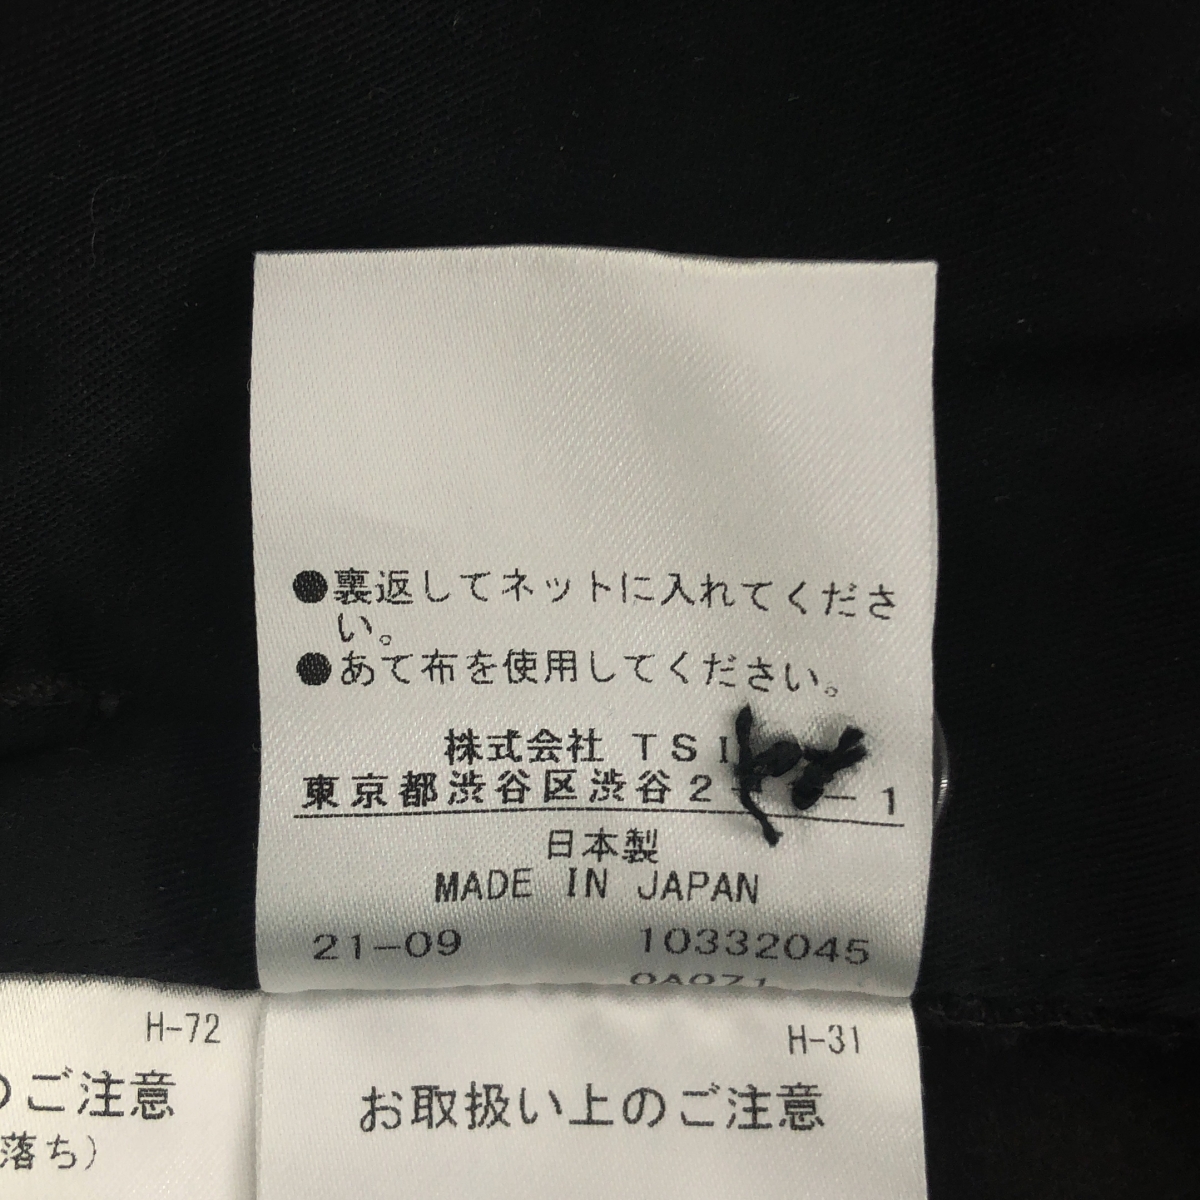 ●裏返してネットに入れてくださ
い。
●あて布を使用してください。
株式会社 TSI
東京都渋谷区渋谷2-
-1
日本製
MADE IN JAPAN
21-09 10332045
0A071
H-72
のご注意
落ち)
H-31
お取扱い上のご注意